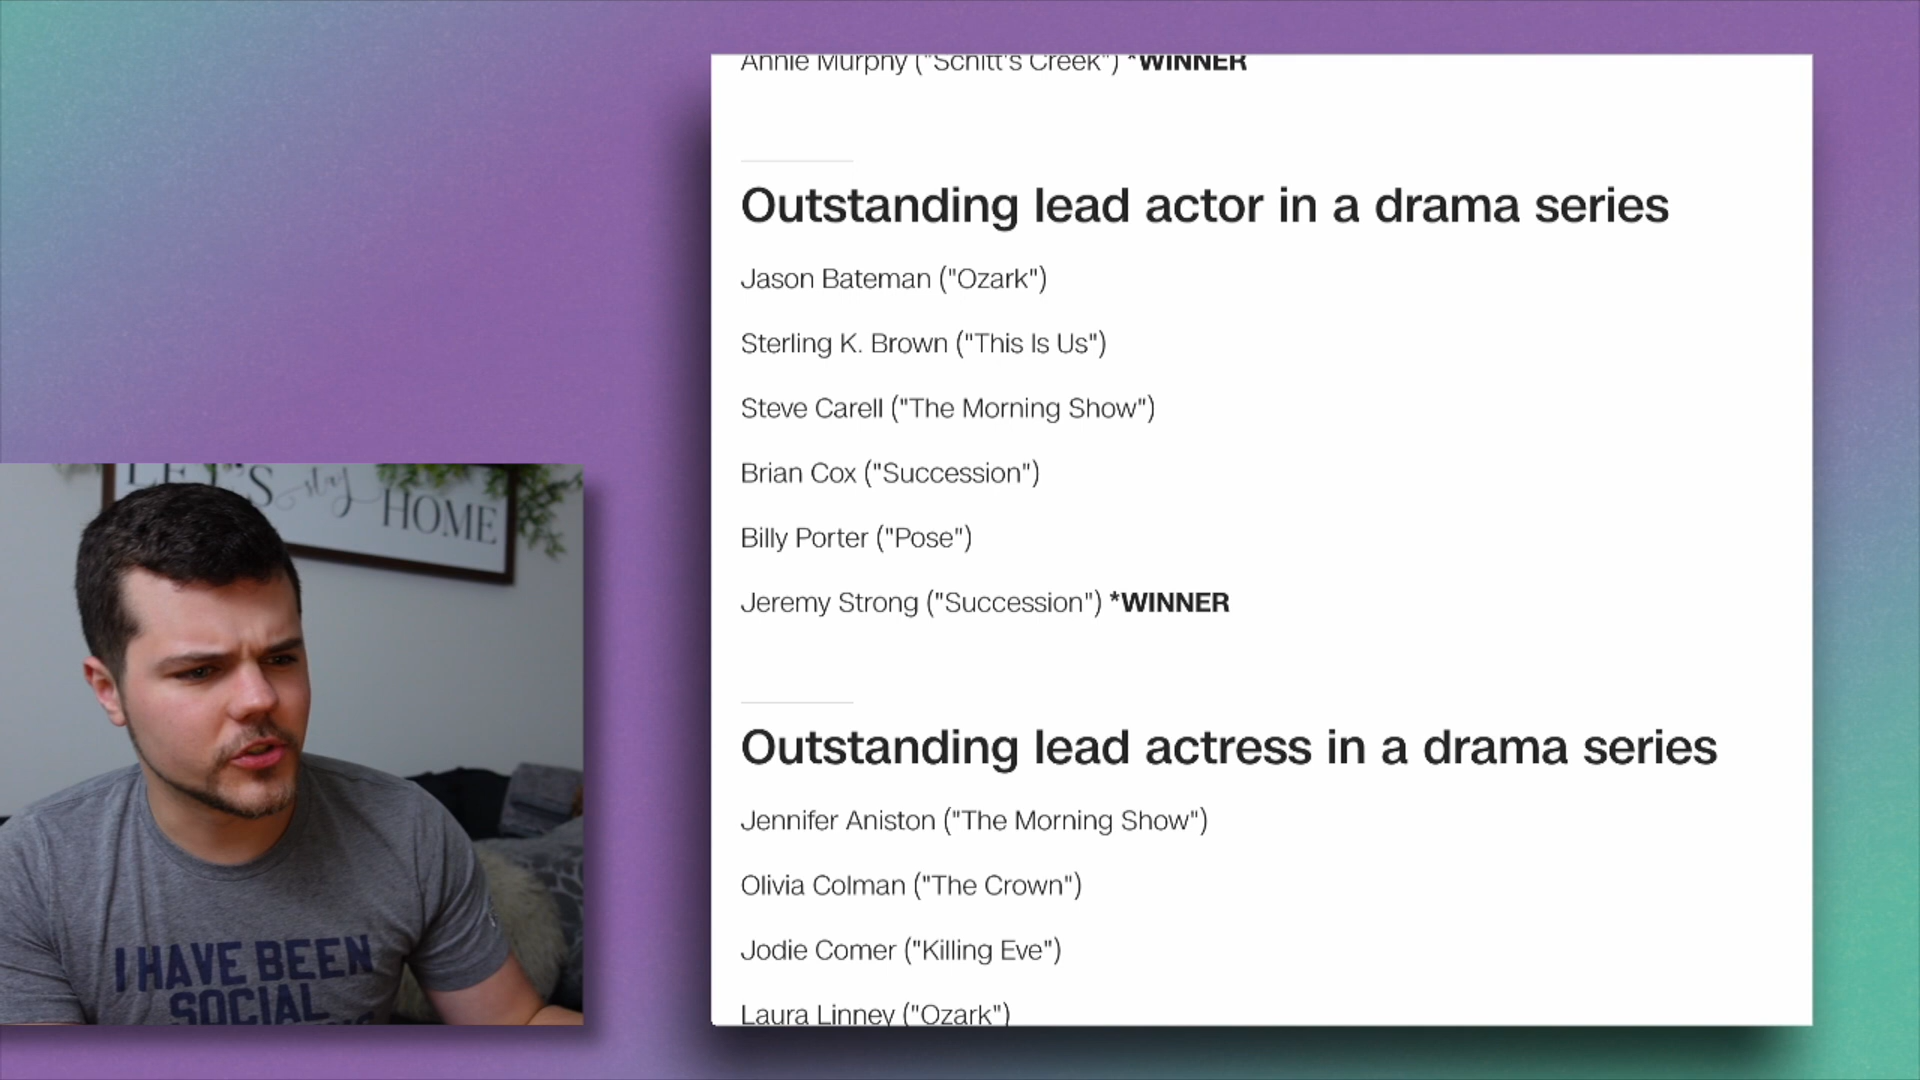 Annie Murphy ("Schitt's Creek") *WINNER
Outstanding lead actor in a drama series
Jason Bateman ("Ozark")
Sterling K. Brown ("This Is Us")
Steve Carell ("The Morning Show")
Brian Cox ("Succession")
Billy Porter ("Pose")
Jeremy Strong ("Succession") *WINNER
Outstanding lead actress in a drama series
Jennifer Aniston ("The Morning Show")
Olivia Colman ("The Crown")
Jodie Comer ("Killing Eve")
Laura Linney ("Ozark")
LET'S stay HOME
I HAVE BEEN
SOCIAL